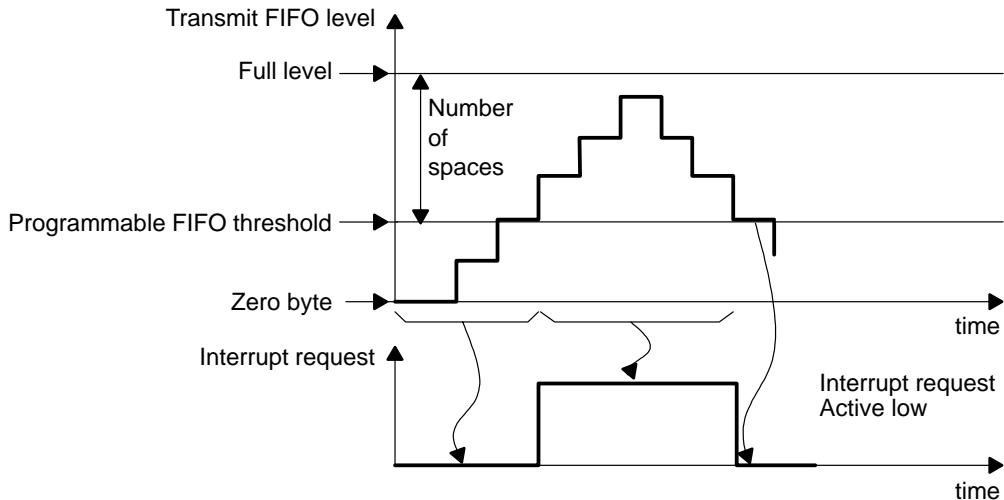 Transmit FIFO level
Full level
Number
of
spaces
Programmable FIFO threshold
Zero byte
time
Interrupt request
Interrupt request
Active low
time